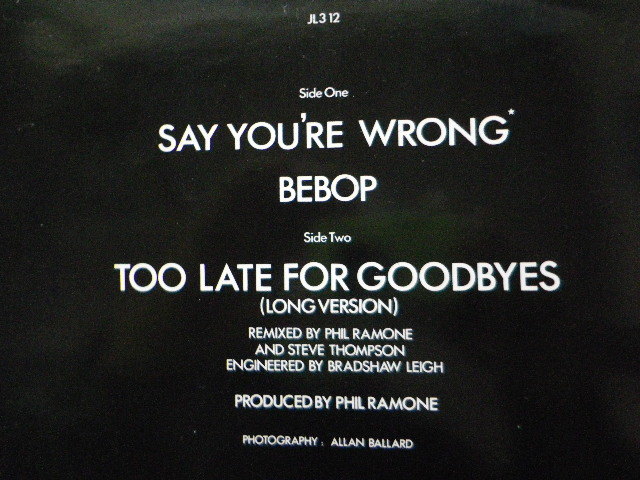 JL3 12
Side One
SAY YOU'RE WRONG*
BEBOP
Side Two
TOO LATE FOR GOODBYES
(LONG VERSION)
REMIXED BY PHIL RAMONE
AND STEVE THOMPSON
ENGINEERED BY BRADSHAW LEIGH
PRODUCED BY PHIL RAMONE
PHOTOGRAPHY : ALLAN BALLARD